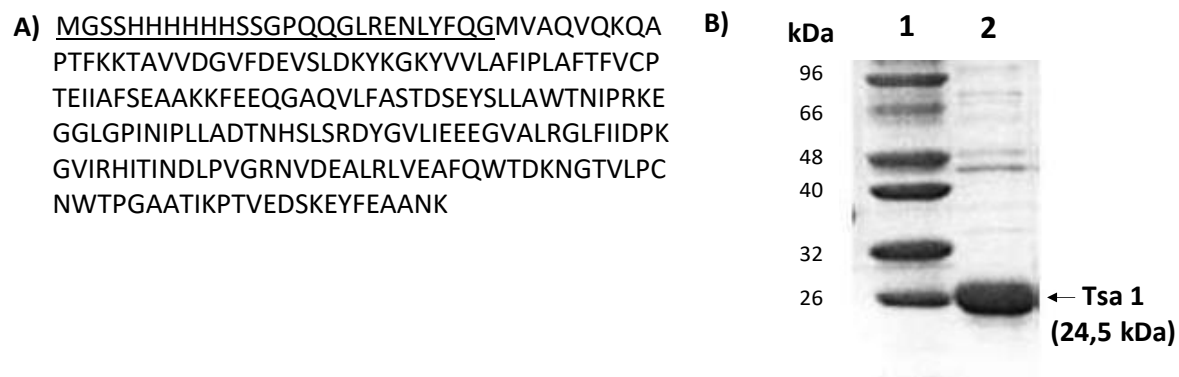 A) MGSSHHHHHHSSGPQQGLRENLYFQGMVAQVQKQA
PTFKKTAVVDGVFDEVSLDKYKGKYVVLAFIPLAFTFVCP
TEIIAFSEAAKKFEEQGAQVLFASTDSEYSLLAWTNIPRKE
GGLGPINIPLLADTNHSLSRDYGVLIEEEGVALRGLFIIDPK
GVIRHITINDLPVGRNVDEALRLVEAFQWTDKNGTVLPC
NWTPGAATIKPTVEDSKEYFEAANK
B)
kDa 1 2
96
66
48
40
32
26
Tsa 1
(24,5 kDa)